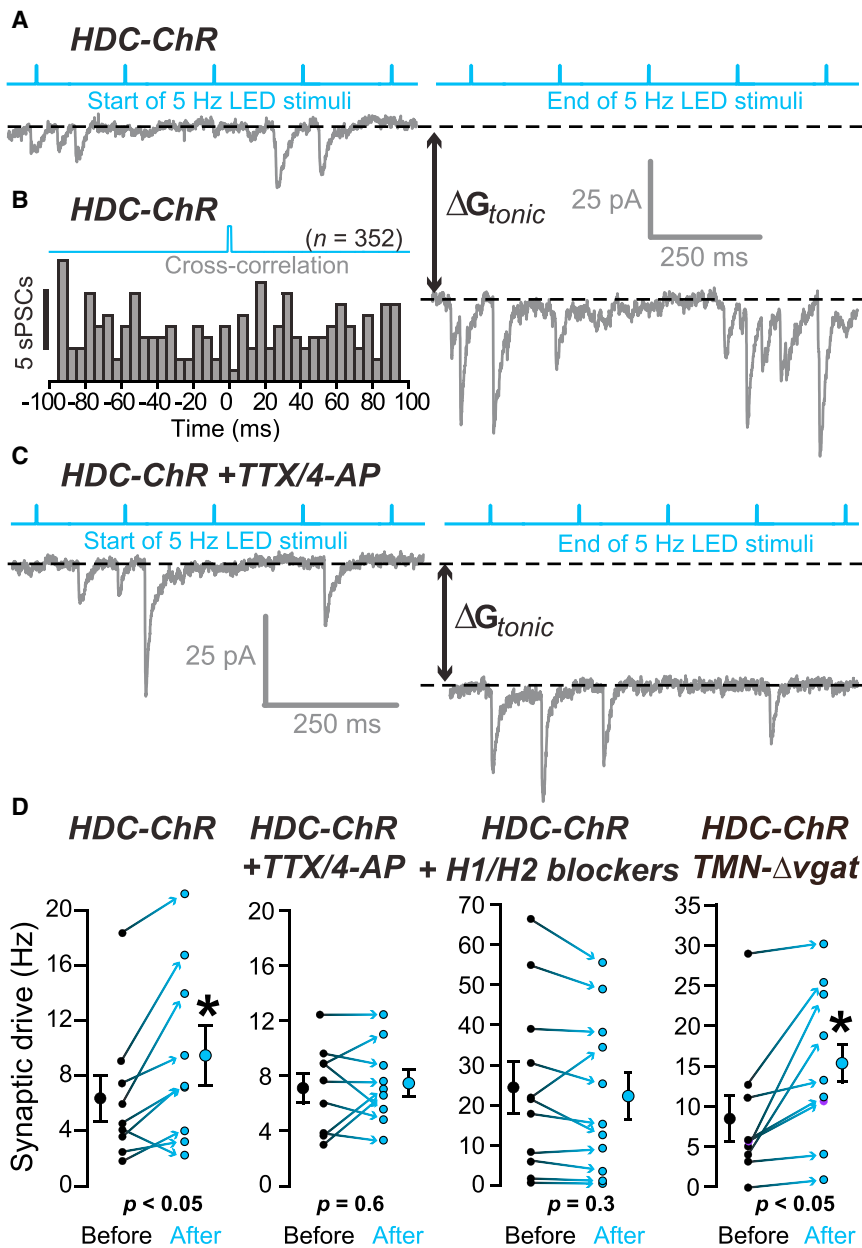 A
HDC-ChR
Start of 5 Hz LED stimuli
End of 5 Hz LED stimuli
ΔGtonic
25 pA
250 ms
B
HDC-ChR
(n = 352)
Cross-correlation
5 sPSCs
-100 -80 -60 -40 -20 0 20 40 60 80 100
Time (ms)
C
HDC-ChR +TTX/4-AP
Start of 5 Hz LED stimuli
End of 5 Hz LED stimuli
ΔGtonic
25 pA
250 ms
D
HDC-ChR
Synaptic drive (Hz)
20
16
12
8
4
0
*
p < 0.05
Before After
HDC-ChR
+TTX/4-AP
20
16
12
8
4
0
p = 0.6
Before After
HDC-ChR
+ H1/H2 blockers
70
60
50
40
30
20
10
0
p = 0.3
Before After
HDC-ChR
TMN-Δvgat
35
30
25
20
15
10
5
0
*
p < 0.05
Before After